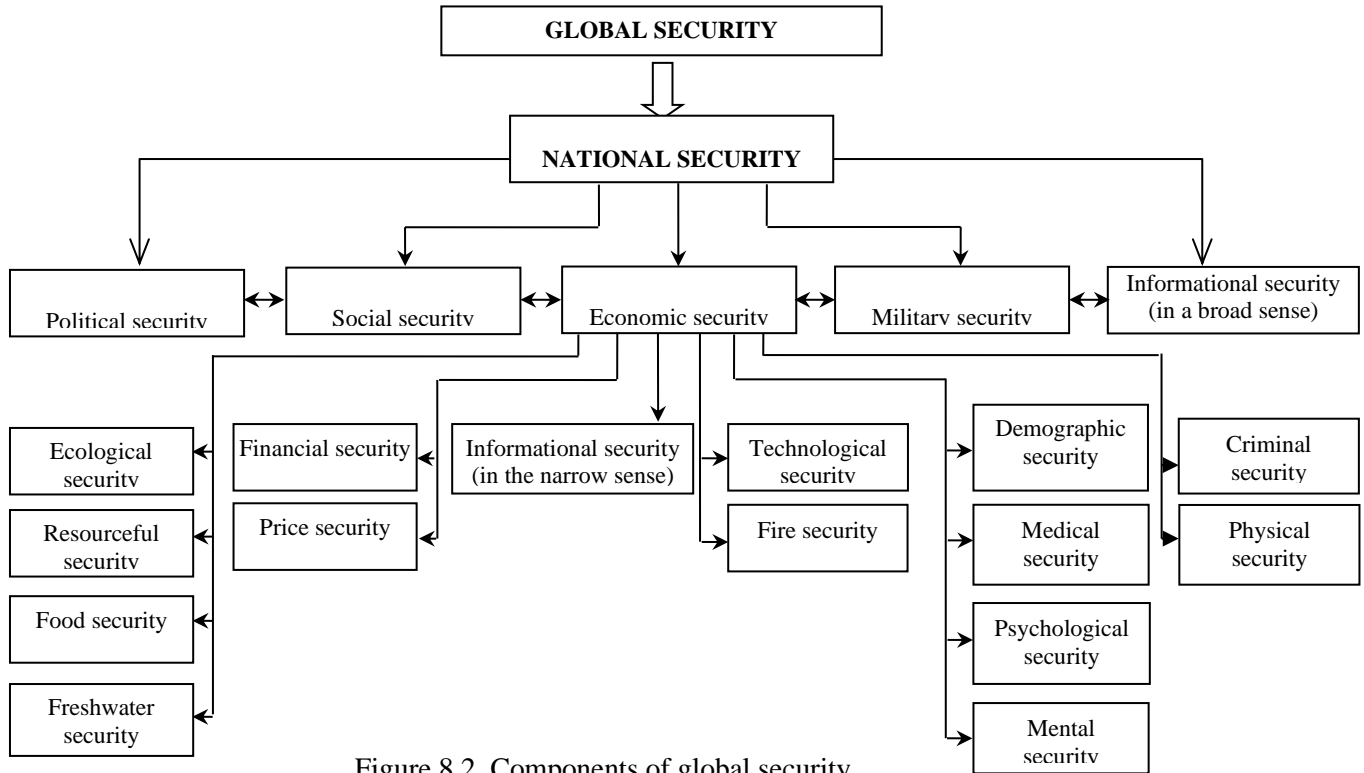 GLOBAL SECURITY
NATIONAL SECURITY
Political security
Social security
Economic security
Military security
Informational security
(in a broad sense)
Ecological
security
Resourceful
security
Food security
Freshwater
security
Financial security
Price security
Informational security
(in the narrow sense)
Technological
security
Fire security
Demographic
security
Medical
security
Psychological
security
Mental
security
Criminal
security
Physical
security
Figure 8.2. Components of global security